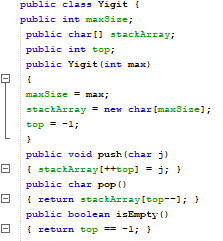 public class Yigit {
public int maxSize;
public char[] stackArray;
public int top;
public Yigit(int max)
{
maxSize = max;
stackArray = new char[maxSize];
top = -1;
}
public void push(char j)
{ stackArray[++top] = j; }
public char pop()
{ return stackArray[top--]; }
public boolean isEmpty()
{ return top == -1; }